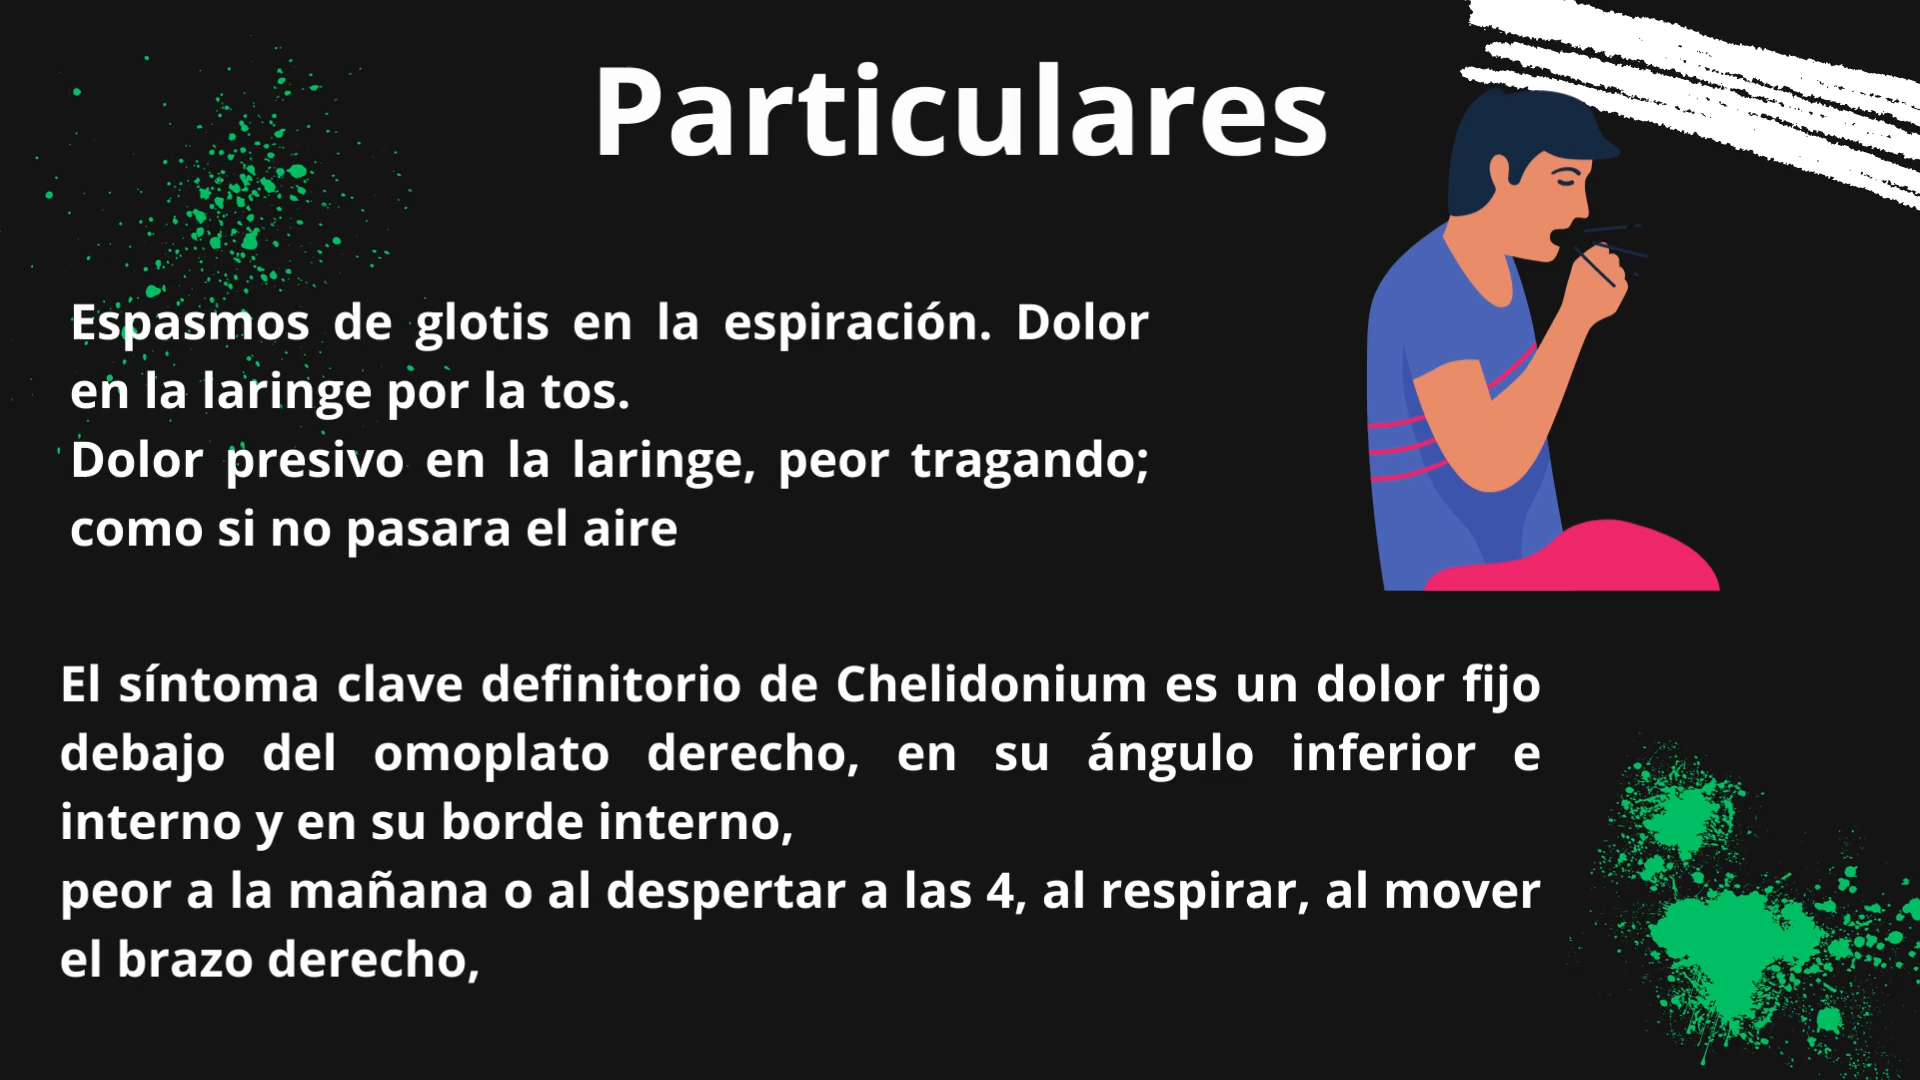 Particulares
Espasmos de glotis en la espiración. Dolor
en la laringe por la tos.
Dolor presivo en la laringe, peor tragando;
como si no pasara el aire
El síntoma clave definitorio de Chelidonium es un dolor fijo
debajo del omoplato derecho, en su ángulo inferior e
interno y en su borde interno,
peor a la mañana o al despertar a las 4, al respirar, al mover
el brazo derecho,